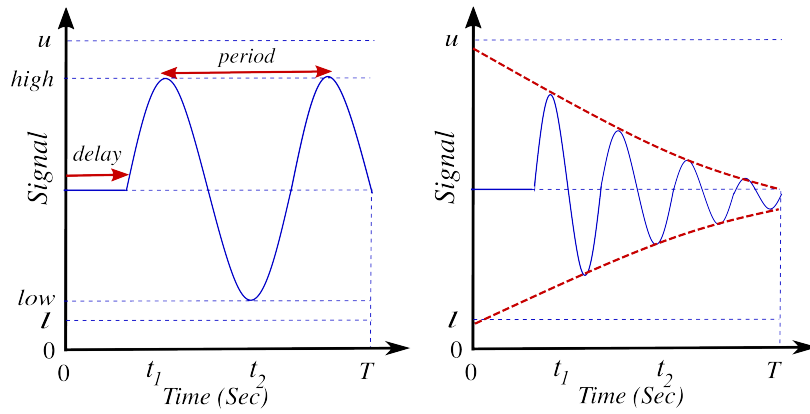 u
period
high
delay
Signal
low
l
0
0
t1
t2
T
Time (Sec)
u
Signal
l
0
0
t1
t2
T
Time (Sec)